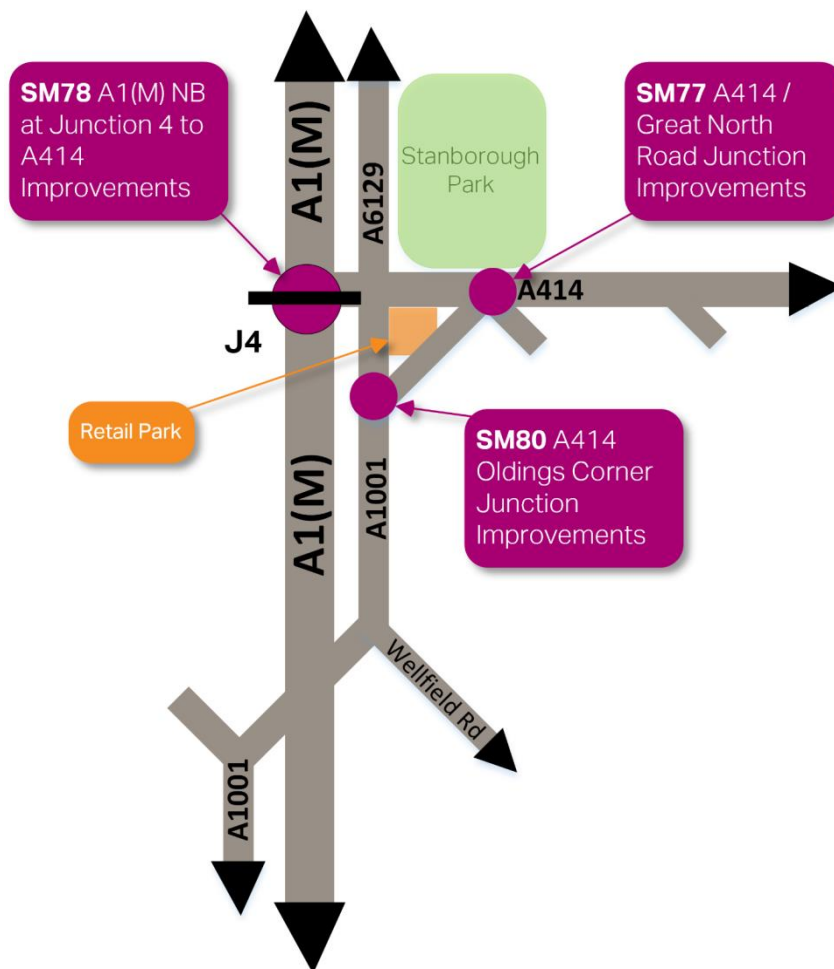 SM78 A1(M) NB
at Junction 4 to
A414
Improvements
A1(M)
A6129
Stanborough
Park
SM77 A414 /
Great North
Road Junction
Improvements
A414
J4
Retail Park
A1(M)
A1001
SM80 A414
Oldings Corner
Junction
Improvements
Wellfield Rd
A1001